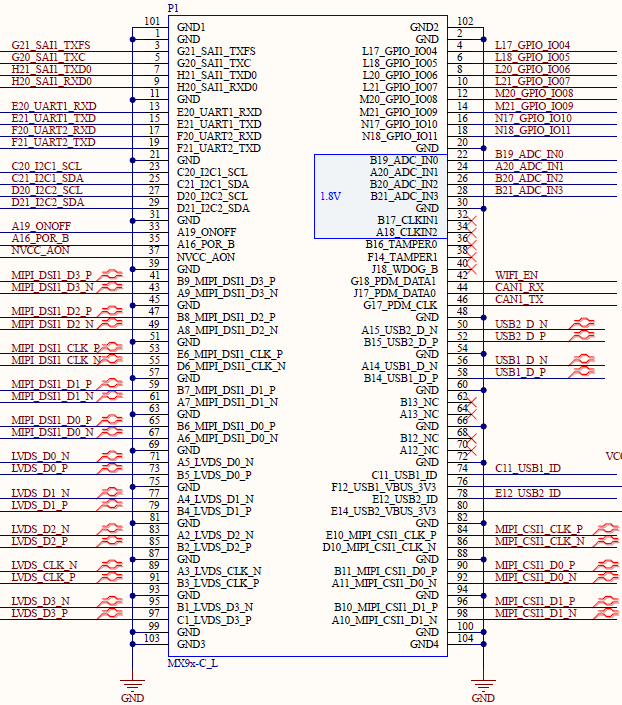 P1
101 GND1 GND2 102
1 GND GND 2
G21_SAI1_TXFS 3 G21_SAI1_TXFS L17_GPIO_IO04 4 L17_GPIO_IO04
G20_SAI1_TXC 5 G20_SAI1_TXC L18_GPIO_IO05 6 L18_GPIO_IO05
H21_SAI1_TXD0 7 H21_SAI1_TXD0 L20_GPIO_IO06 8 L20_GPIO_IO06
H20_SAI1_RXD0 9 H20_SAI1_RXD0 L21_GPIO_IO07 10 L21_GPIO_IO07
11 GND M20_GPIO_IO08 12 M20_GPIO_IO08
E20_UART1_RXD 13 E20_UART1_RXD M21_GPIO_IO09 14 M21_GPIO_IO09
E21_UART1_TXD 15 E21_UART1_TXD N17_GPIO_IO10 16 N17_GPIO_IO10
F20_UART2_RXD 17 F20_UART2_RXD N18_GPIO_IO11 18 N18_GPIO_IO11
F21_UART2_TXD 19 F21_UART2_TXD GND 20
21 GND B19_ADC_IN0 22 B19_ADC_IN0
C20_I2C1_SCL 23 C20_I2C1_SCL A20_ADC_IN1 24 A20_ADC_IN1
C21_I2C1_SDA 25 C21_I2C1_SDA B20_ADC_IN2 26 B20_ADC_IN2
D20_I2C2_SCL 27 D20_I2C2_SCL 1.8V B21_ADC_IN3 28 B21_ADC_IN3
D21_I2C2_SDA 29 D21_I2C2_SDA GND 30
31 GND B17_CLKIN1 32
A19_ONOFF 33 A19_ONOFF A18_CLKIN2 34
A16_POR_B 35 A16_POR_B B16_TAMPER0 36
NVCC_AON 37 NVCC_AON F14_TAMPER1 38
39 GND J18_WDOG_B 40
MIPI_DSI1_D3_P 41 B9_MIPI_DSI1_D3_P G18_PDM_DATA1 42 WIFI_EN
MIPI_DSI1_D3_N 43 A9_MIPI_DSI1_D3_N J17_PDM_DATA0 44 CAN1_RX
45 GND G17_PDM_CLK 46 CAN1_TX
MIPI_DSI1_D2_P 47 B8_MIPI_DSI1_D2_P GND 48
MIPI_DSI1_D2_N 49 A8_MIPI_DSI1_D2_N A15_USB2_D_N 50 USB2_D_N
51 GND B15_USB2_D_P 52 USB2_D_P
MIPI_DSI1_CLK_P 53 E6_MIPI_DSI1_CLK_P GND 54
MIPI_DSI1_CLK_N 55 D6_MIPI_DSI1_CLK_N A14_USB1_D_N 56 USB1_D_N
57 GND B14_USB1_D_P 58 USB1_D_P
MIPI_DSI1_D1_P 59 B7_MIPI_DSI1_D1_P GND 60
MIPI_DSI1_D1_N 61 A7_MIPI_DSI1_D1_N B13_NC 62
63 GND A13_NC 64
MIPI_DSI1_D0_P 65 B6_MIPI_DSI1_D0_P GND 66
MIPI_DSI1_D0_N 67 A6_MIPI_DSI1_D0_N B12_NC 68
69 GND A12_NC 70
LVDS_D0_N 71 A5_LVDS_D0_N GND 72 VCC
LVDS_D0_P 73 B5_LVDS_D0_P C11_USB1_ID 74 C11_USB1_ID
75 GND F12_USB1_VBUS_3V3 76
LVDS_D1_N 77 A4_LVDS_D1_N E12_USB2_ID 78 E12_USB2_ID
LVDS_D1_P 79 B4_LVDS_D1_P E14_USB2_VBUS_3V3 80
81 GND GND 82
LVDS_D2_N 83 A2_LVDS_D2_N E10_MIPI_CSI1_CLK_P 84 MIPI_CSI1_CLK_P
LVDS_D2_P 85 B2_LVDS_D2_P D10_MIPI_CSI1_CLK_N 86 MIPI_CSI1_CLK_N
87 GND GND 88
LVDS_CLK_N 89 A3_LVDS_CLK_N B11_MIPI_CSI1_D0_P 90 MIPI_CSI1_D0_P
LVDS_CLK_P 91 B3_LVDS_CLK_P A11_MIPI_CSI1_D0_N 92 MIPI_CSI1_D0_N
93 GND GND 94
LVDS_D3_N 95 B1_LVDS_D3_N B10_MIPI_CSI1_D1_P 96 MIPI_CSI1_D1_P
LVDS_D3_P 97 C1_LVDS_D3_P A10_MIPI_CSI1_D1_N 98 MIPI_CSI1_D1_N
99 GND GND 100
103 GND3 GND4 104
MX9x-C_L
GND GND